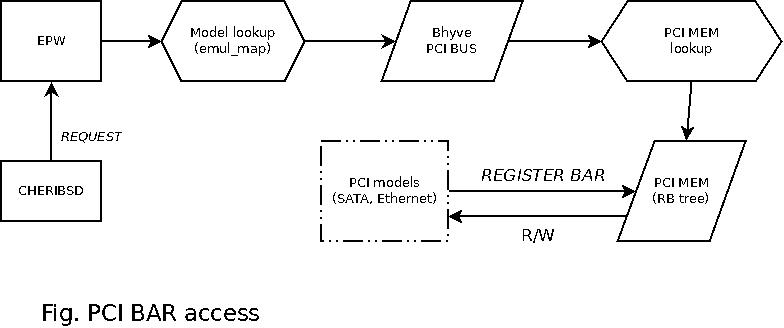 EPW
Model lookup
(emul_map)
Bhyve
PCI BUS
PCI MEM
lookup
REQUEST
CHERIBSD
PCI models
(SATA, Ethernet)
REGISTER BAR
R/W
PCI MEM
(RB tree)
Fig. PCI BAR access